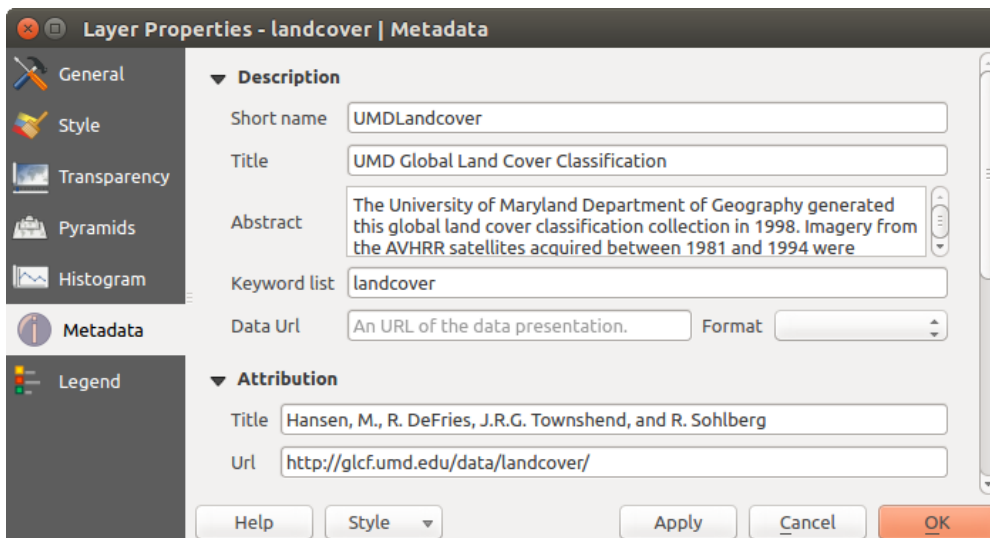 Layer Properties - landcover | Metadata
General
Style
Transparency
Pyramids
Histogram
Metadata
Legend
Description
Short name UMDLandcover
Title UMD Global Land Cover Classification
Abstract The University of Maryland Department of Geography generated
this global land cover classification collection in 1998. Imagery from
the AVHRR satellites acquired between 1981 and 1994 were
Keyword list landcover
Data Url An URL of the data presentation. Format
Attribution
Title Hansen, M., R. DeFries, J.R.G. Townshend, and R. Sohlberg
Url http://glcf.umd.edu/data/landcover/
Help Style Apply Cancel OK